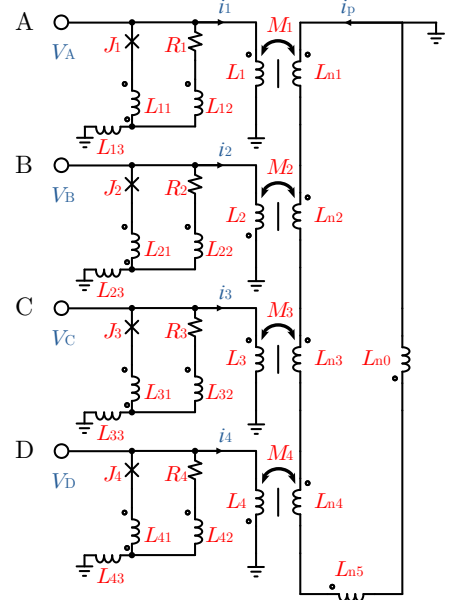 A i1 M1 ip
VA J1 R1 L1 Ln1
L11 L12
L13
B i2 M2
VB J2 R2 L2 Ln2
L21 L22
L23
C i3 M3
VC J3 R3 L3 Ln3 Ln0
L31 L32
L33
D i4 M4
VD J4 R4 L4 Ln4
L41 L42
L43 Ln5